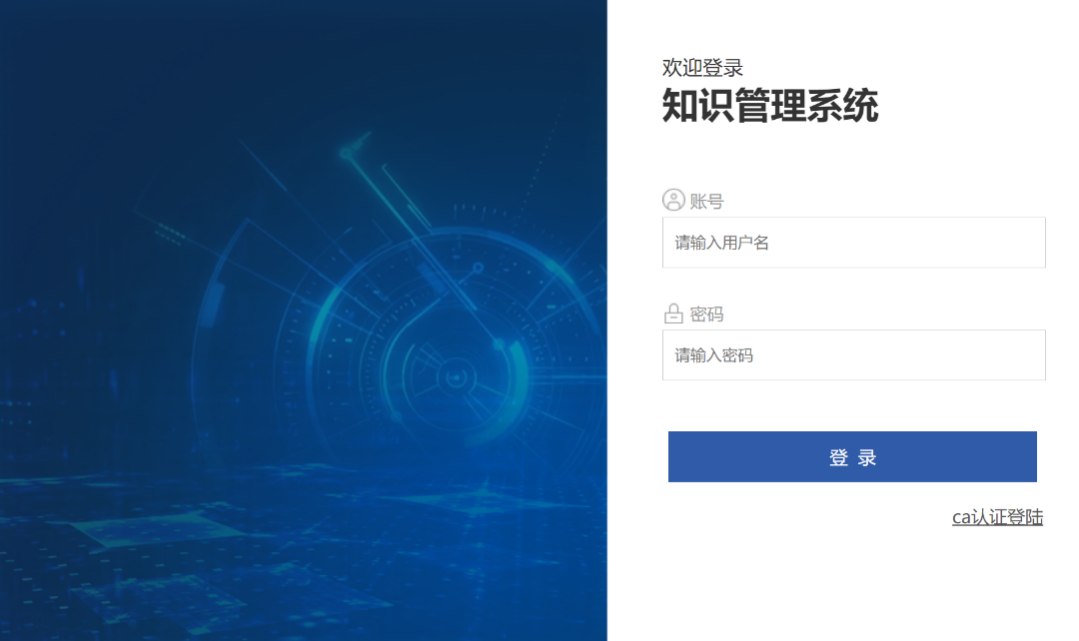 欢迎登录
知识管理系统
账号
请输入用户名
密码
请输入密码
登 录
ca认证登陆